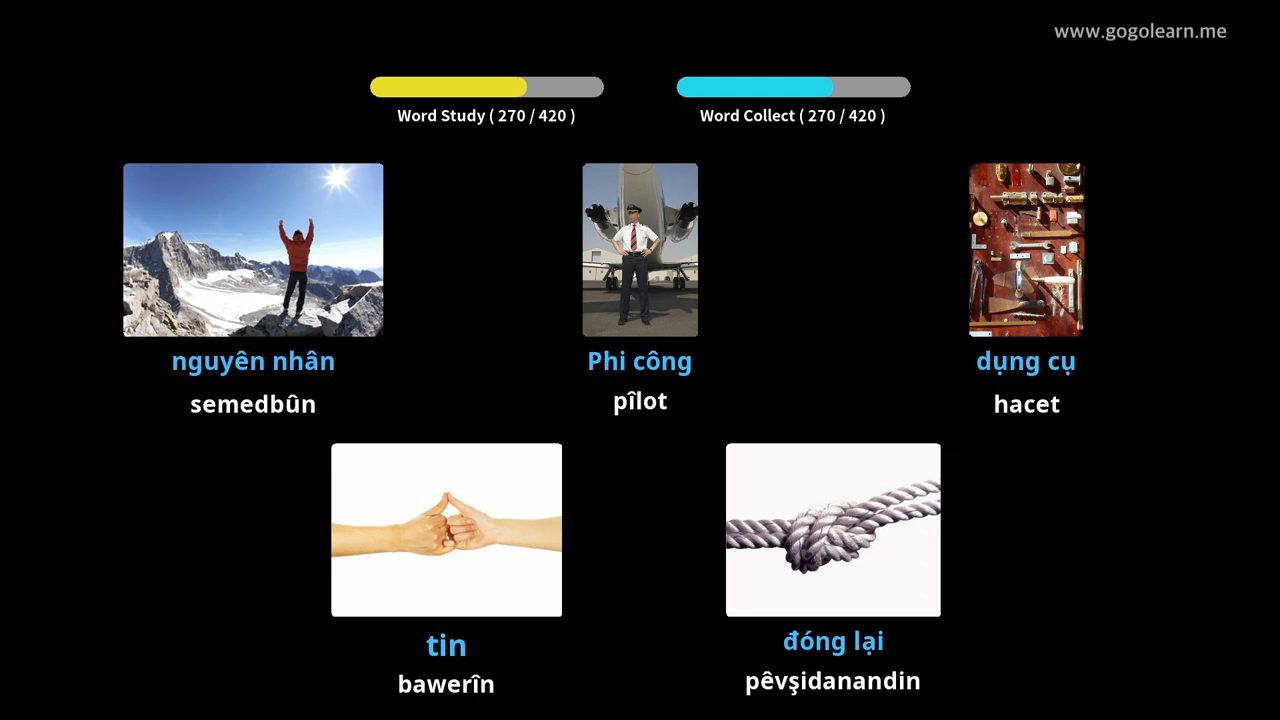 www.gogolearn.me
Word Study ( 270 / 420 )
Word Collect ( 270 / 420 )
nguyên nhân
semedbûn
Phi công
pîlot
dụng cụ
hacet
tin
bawerîn
đóng lại
pêvşidanandin